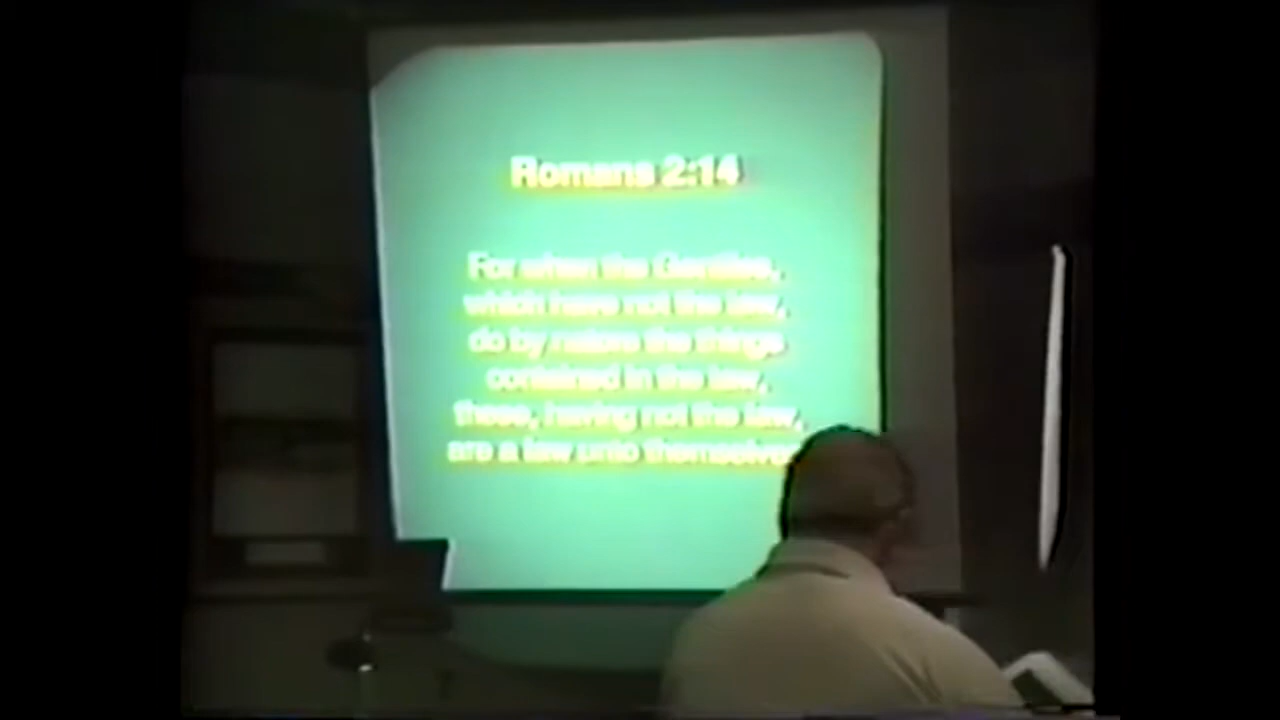 Romans 2:14
For when the Gentiles,
which have not the law,
do by nature the things
contained in the law,
these, having not the law,
are a law unto themselves